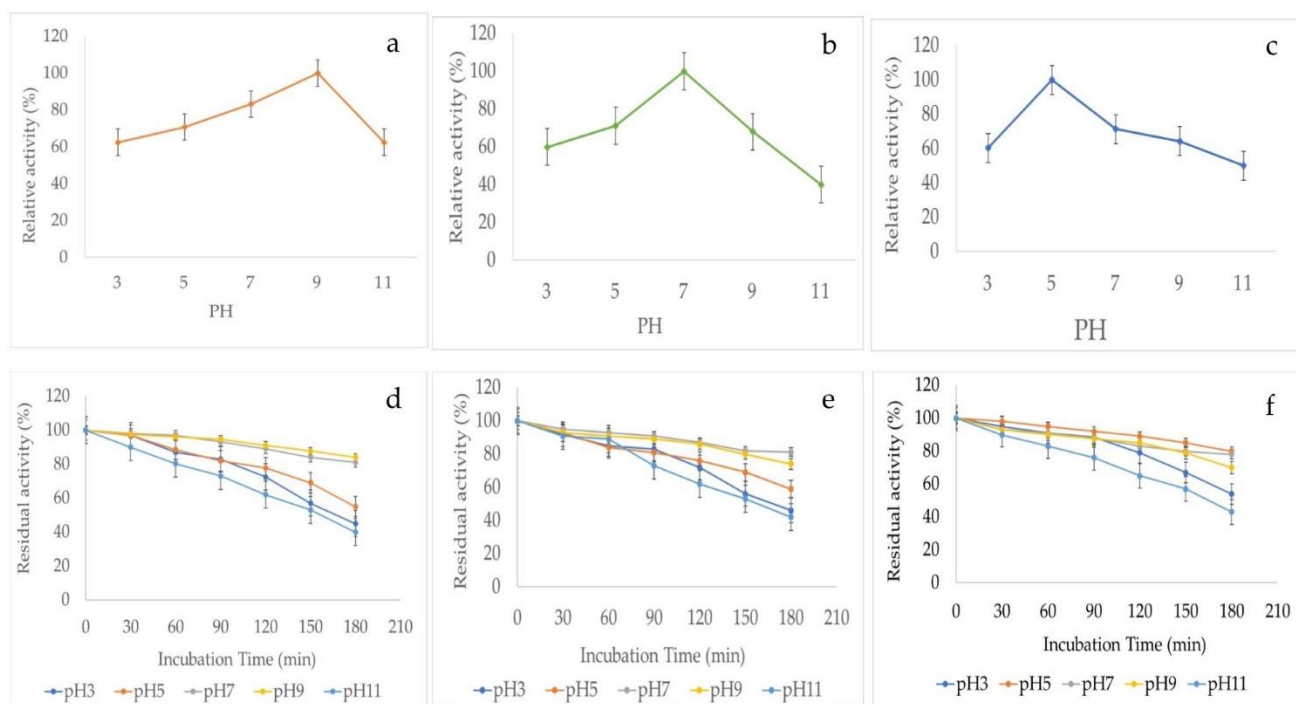 a
Relative activity (%)
120
100
80
60
40
20
0
3 5 7 9 11
PH
b
Relative activity (%)
120
100
80
60
40
20
0
3 5 7 9 11
PH
c
Relative activity (%)
120
100
80
60
40
20
0
3 5 7 9 11
PH
d
Residual activity (%)
120
100
80
60
40
20
0
0 30 60 90 120 150 180 210
Incubation Time (min)
pH3 pH5 pH7 pH9 pH11
e
Residual activity (%)
120
100
80
60
40
20
0
0 30 60 90 120 150 180 210
Incubation Time (min)
pH3 pH5 pH7 pH9 pH11
f
Residual activity (%)
120
100
80
60
40
20
0
0 30 60 90 120 150 180 210
Incubation Time (min)
pH3 pH5 pH7 pH9 pH11